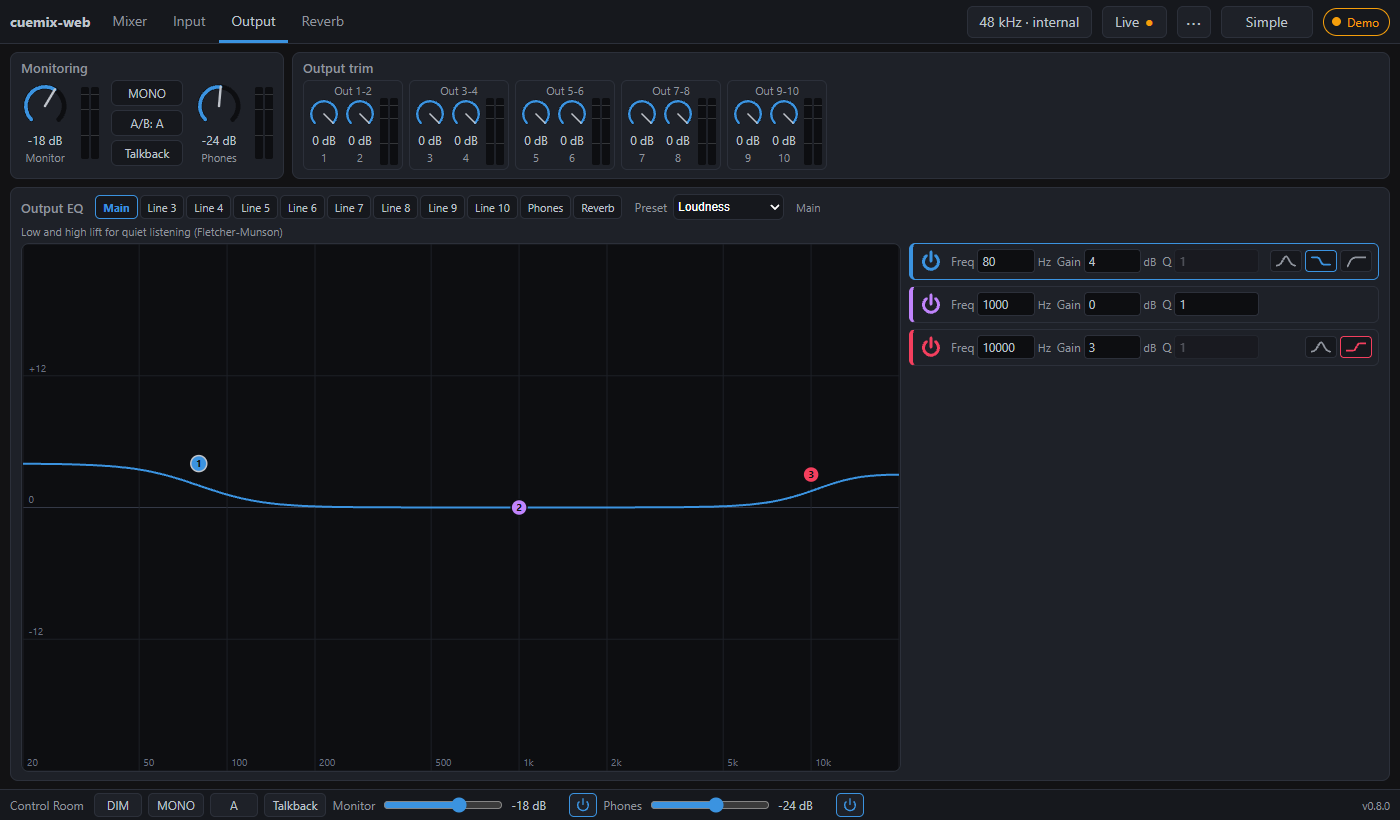 cuemix-web Mixer Input Output Reverb 48 kHz · internal Live ... Simple Demo
Monitoring
-18 dB
Monitor
MONO
A/B: A
Talkback
-24 dB
Phones
Output trim
Out 1-2
0 dB 0 dB
1 2
Out 3-4
0 dB 0 dB
3 4
Out 5-6
0 dB 0 dB
5 6
Out 7-8
0 dB 0 dB
7 8
Out 9-10
0 dB 0 dB
9 10
Output EQ Main Line 3 Line 4 Line 5 Line 6 Line 7 Line 8 Line 9 Line 10 Phones Reverb Preset Loudness Main
Low and high lift for quiet listening (Fletcher-Munson)
+12
0
-12
1
2
3
20 50 100 200 500 1k 2k 5k 10k
Freq 80 Hz Gain 4 dB Q 1
Freq 1000 Hz Gain 0 dB Q 1
Freq 10000 Hz Gain 3 dB Q 1
Control Room DIM MONO A Talkback Monitor -18 dB Phones -24 dB v0.8.0